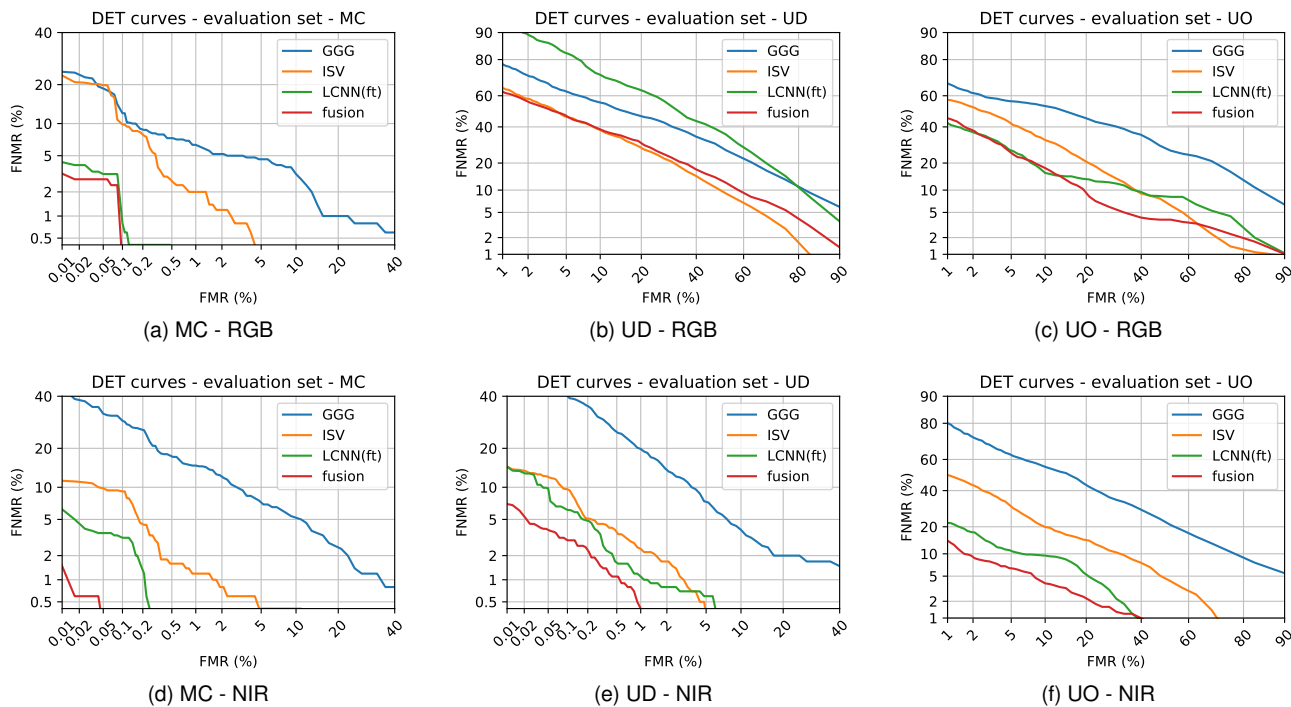 DET curves - evaluation set - MC
40
20
10
5
2
1
0.5
FNMR (%)
GGG
ISV
LCNN(ft)
fusion
0.01 0.02 0.05 0.1 0.2 0.5 1 2 5 10 20 40
FMR (%)
(a) MC - RGB
DET curves - evaluation set - UD
90
80
60
40
20
10
5
2
1
FNMR (%)
GGG
ISV
LCNN(ft)
fusion
1 2 5 10 20 40 60 80 90
FMR (%)
(b) UD - RGB
DET curves - evaluation set - UO
90
80
60
40
20
10
5
2
1
FNMR (%)
GGG
ISV
LCNN(ft)
fusion
1 2 5 10 20 40 60 80 90
FMR (%)
(c) UO - RGB
DET curves - evaluation set - MC
40
20
10
5
2
1
0.5
FNMR (%)
GGG
ISV
LCNN(ft)
fusion
0.01 0.02 0.05 0.1 0.2 0.5 1 2 5 10 20 40
FMR (%)
(d) MC - NIR
DET curves - evaluation set - UD
40
20
10
5
2
1
0.5
FNMR (%)
GGG
ISV
LCNN(ft)
fusion
0.01 0.02 0.05 0.1 0.2 0.5 1 2 5 10 20 40
FMR (%)
(e) UD - NIR
DET curves - evaluation set - UO
90
80
60
40
20
10
5
2
1
FNMR (%)
GGG
ISV
LCNN(ft)
fusion
1 2 5 10 20 40 60 80 90
FMR (%)
(f) UO - NIR